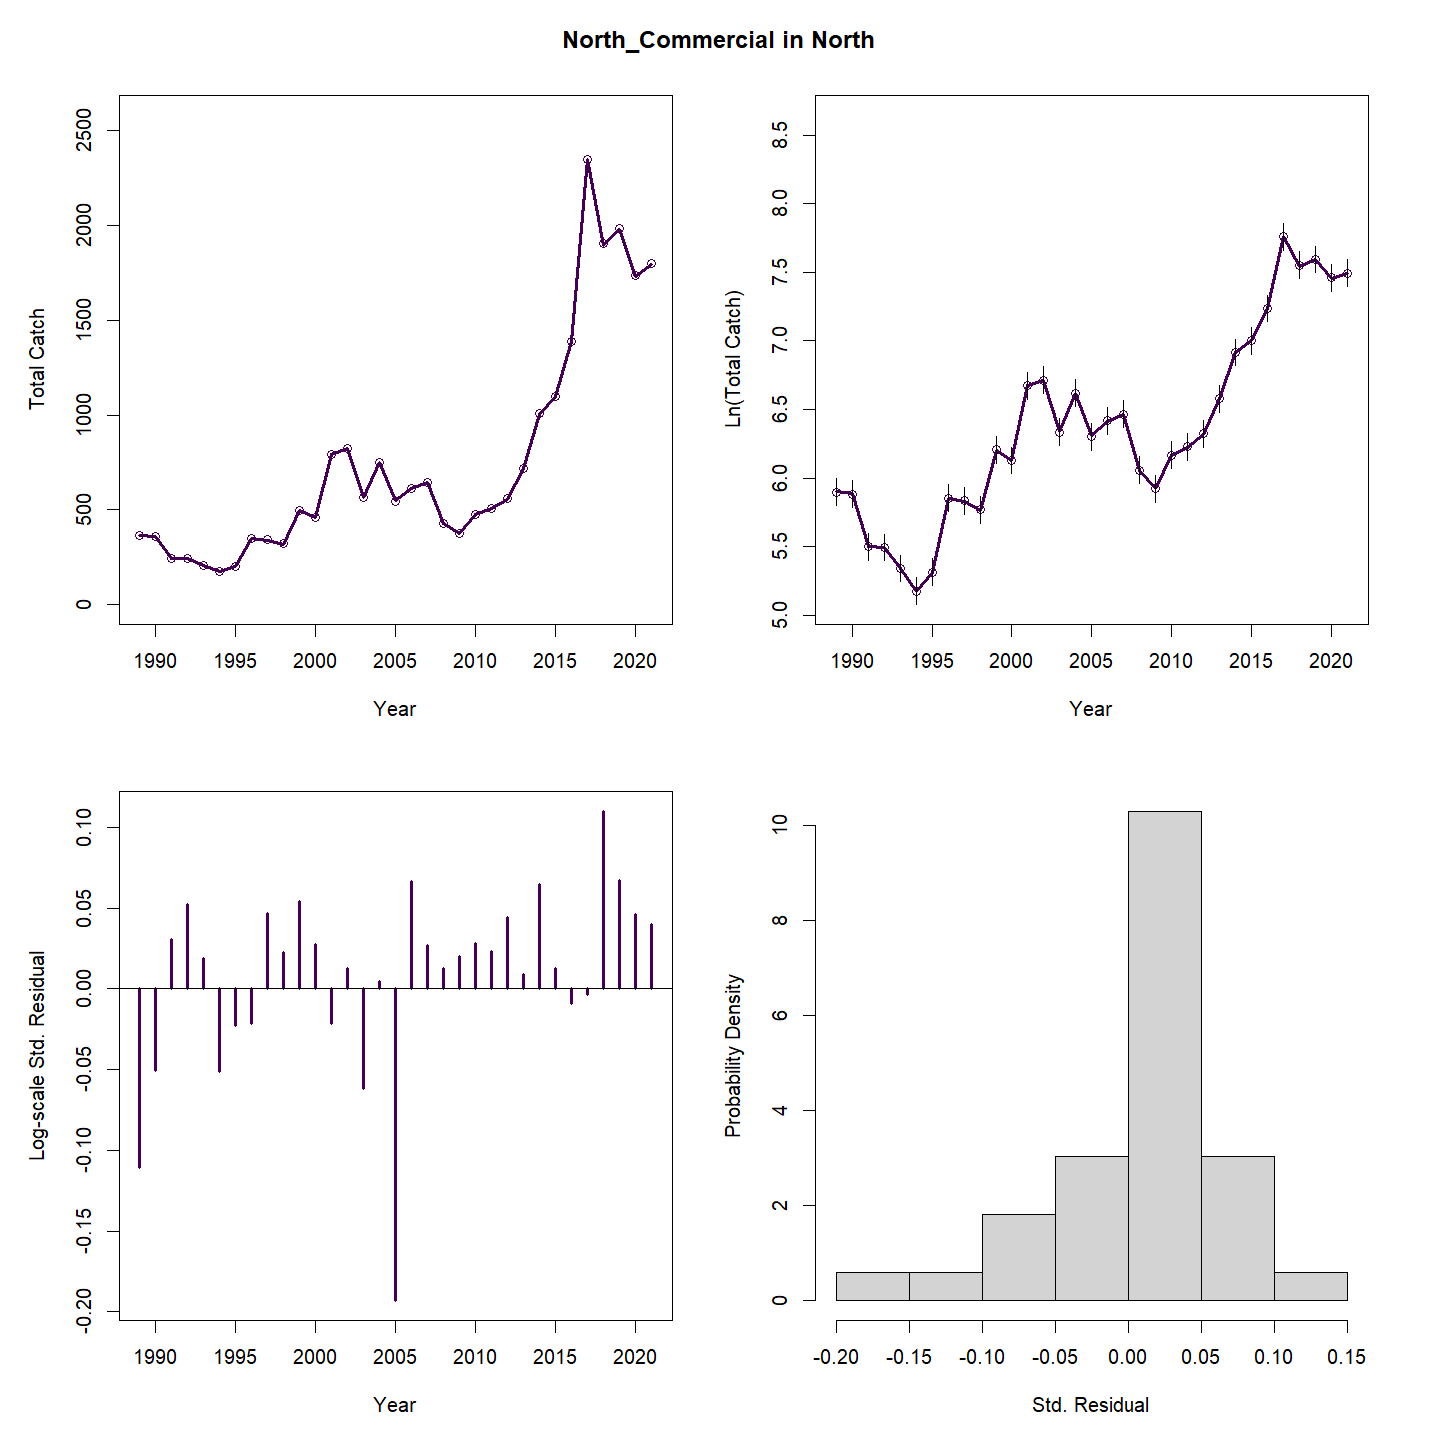 North_Commercial in North
Total Catch
0 500 1000 1500 2000 2500
1990 1995 2000 2005 2010 2015 2020
Year
Ln(Total Catch)
5.0 5.5 6.0 6.5 7.0 7.5 8.0 8.5
1990 1995 2000 2005 2010 2015 2020
Year
Log-scale Std. Residual
-0.20 -0.15 -0.10 -0.05 0.00 0.05 0.10
1990 1995 2000 2005 2010 2015 2020
Year
Probability Density
0 2 4 6 8 10
-0.20 -0.15 -0.10 -0.05 0.00 0.05 0.10 0.15
Std. Residual